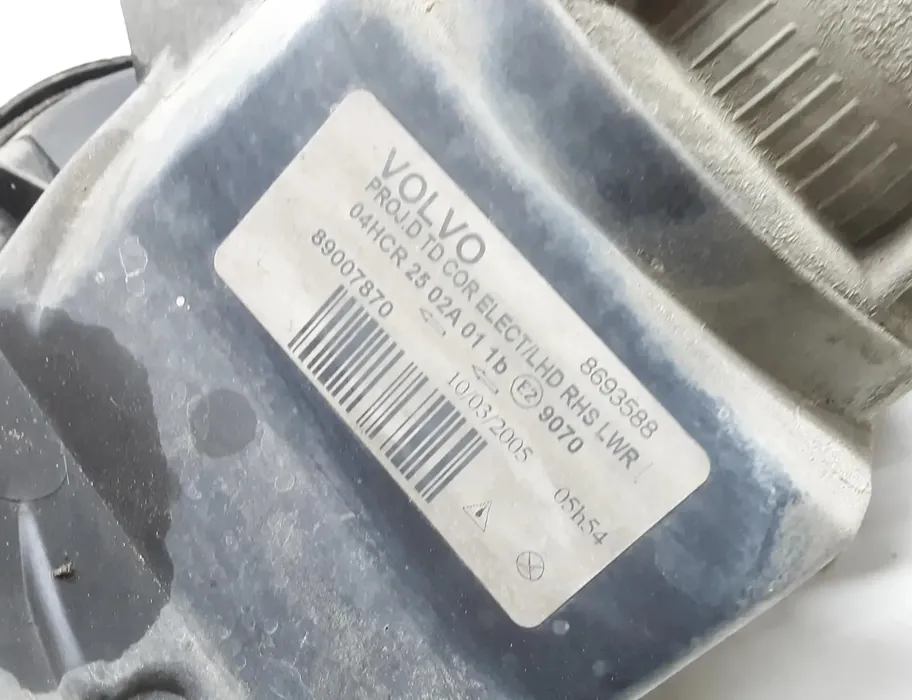 VOLVO 8693588
PROJ.D TD COR ELECT/LHD RHS LWR
04HCR 25 02A 01 1b E2 9070
89007870 10/03/2005 05h54